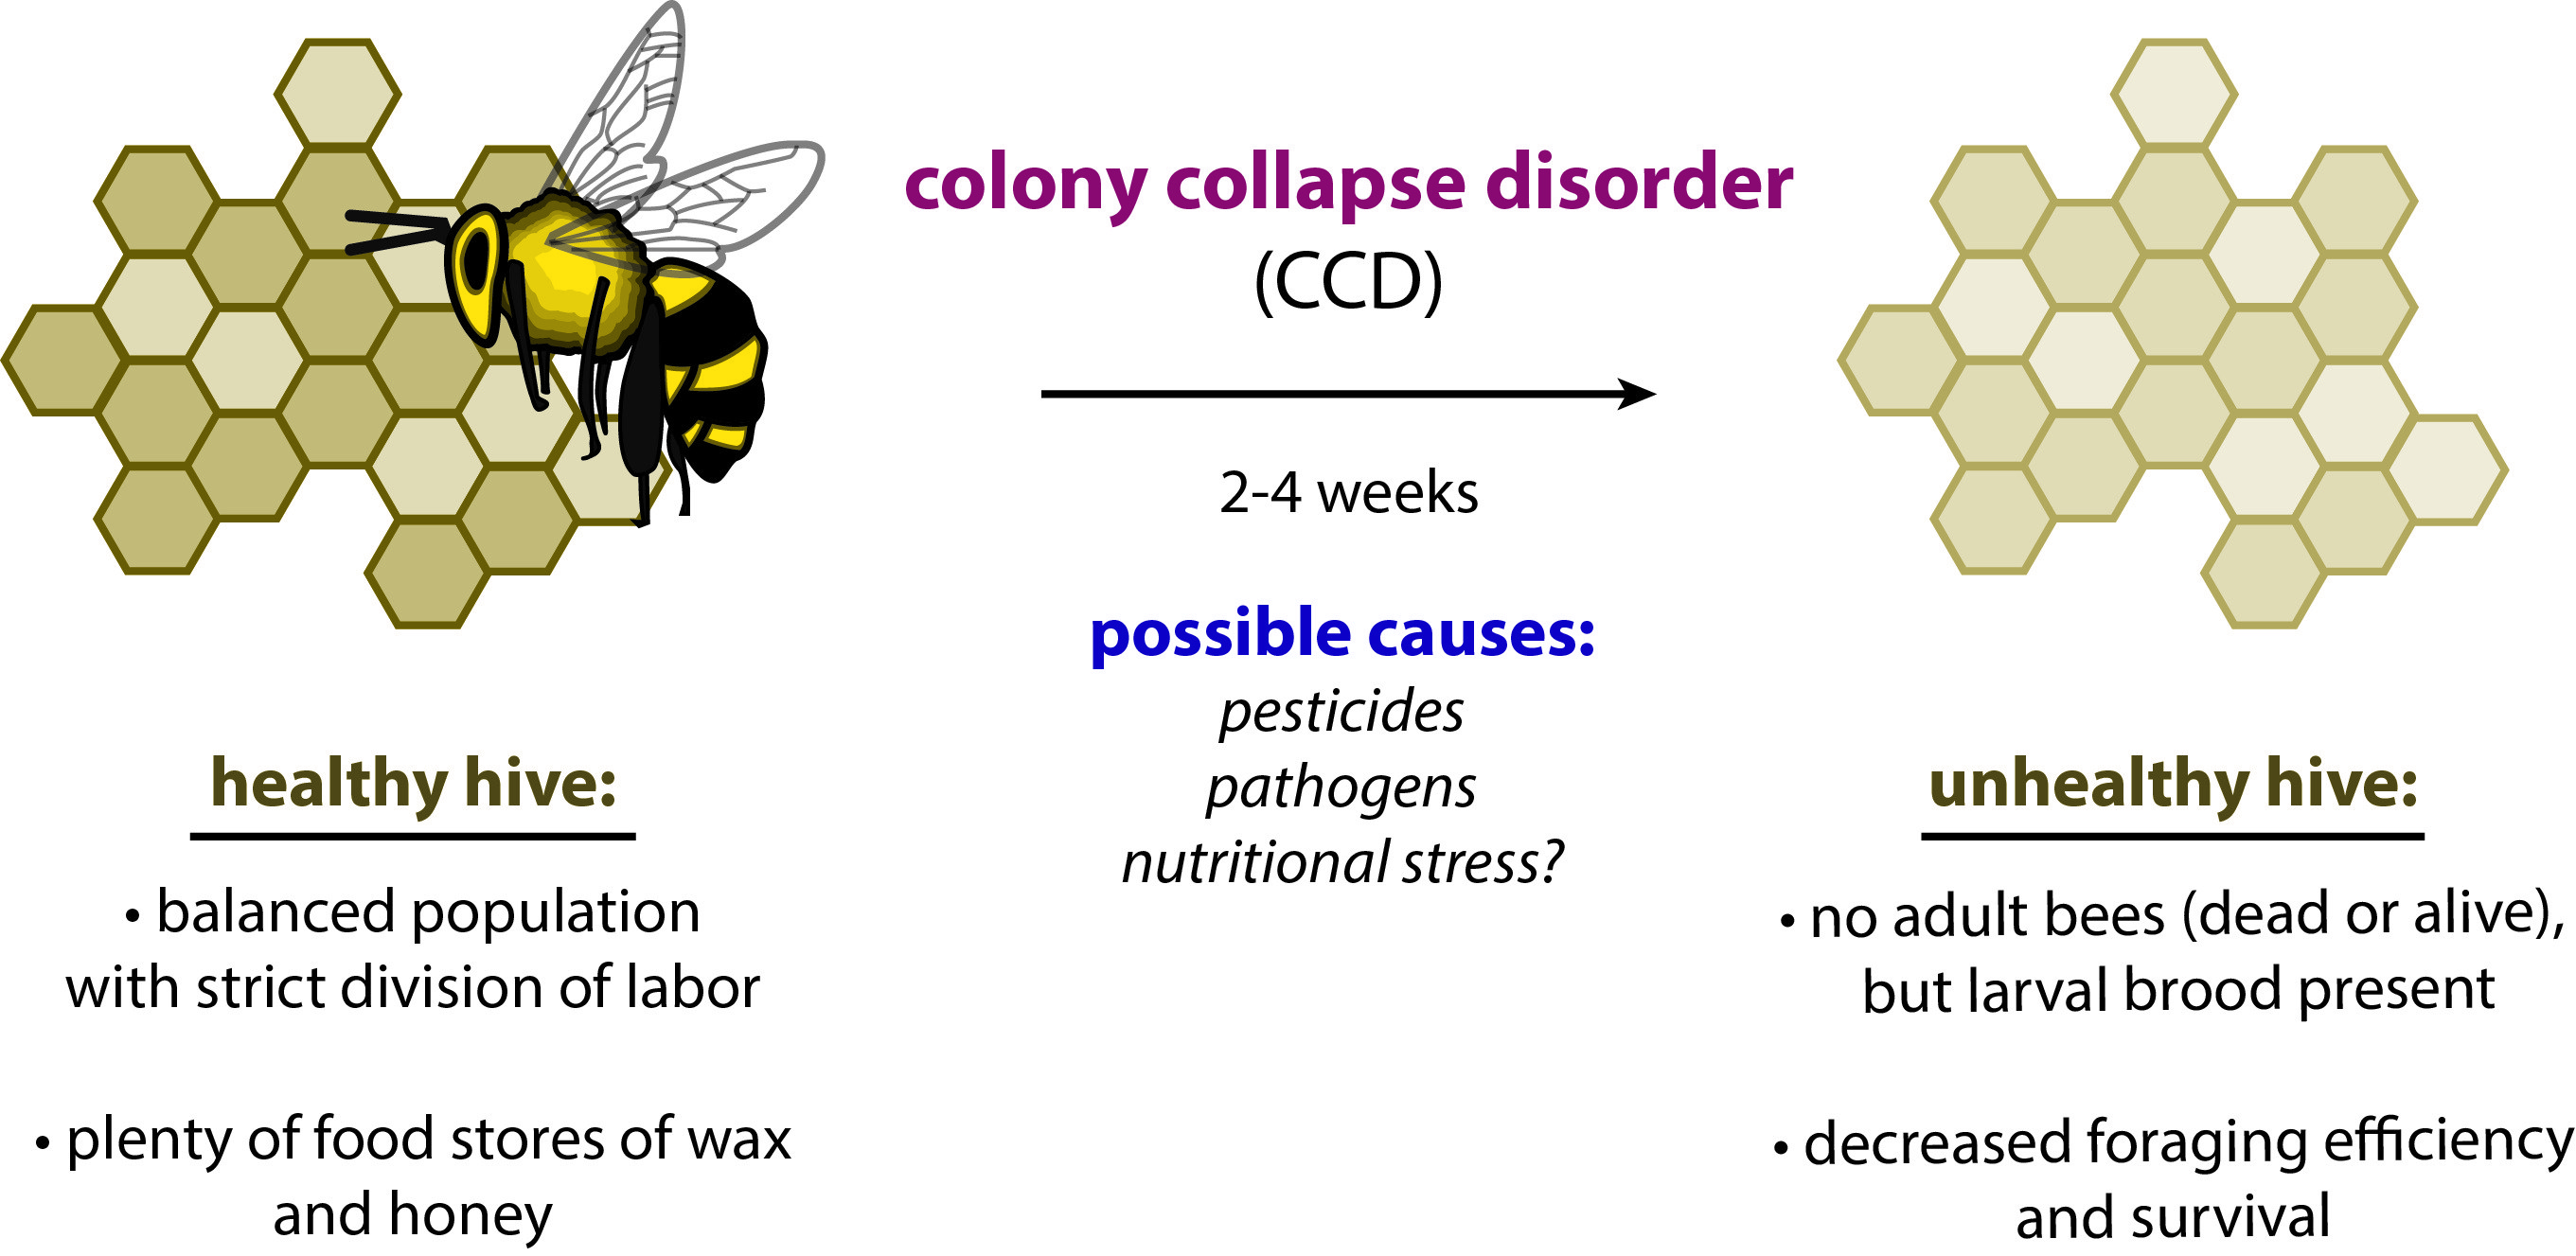 colony collapse disorder
(CCD)
2-4 weeks
possible causes:
pesticides
pathogens
nutritional stress?
healthy hive:
• balanced population
with strict division of labor
• plenty of food stores of wax
and honey
unhealthy hive:
• no adult bees (dead or alive),
but larval brood present
• decreased foraging efficiency
and survival